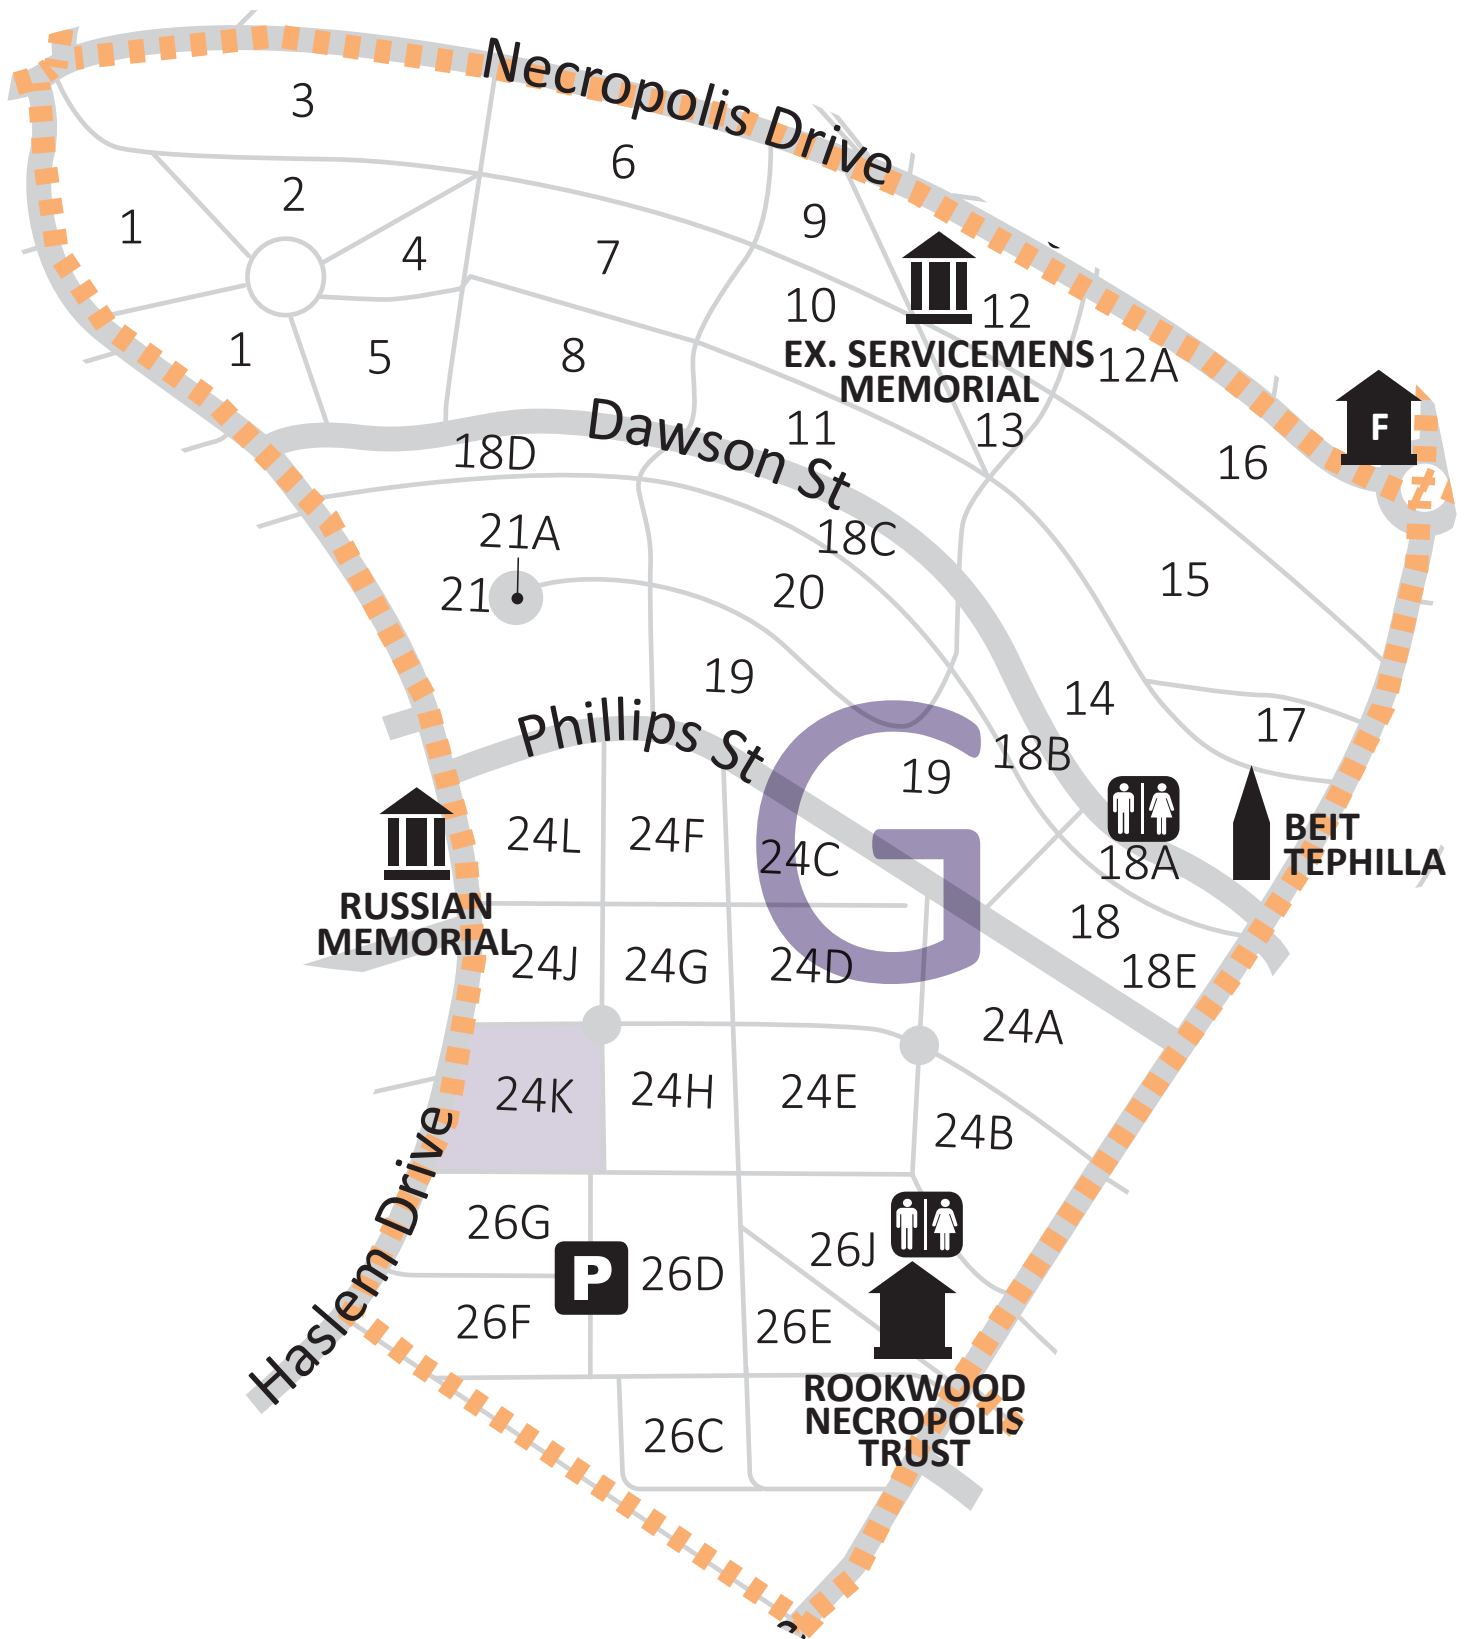 Necropolis Drive
3
6
2
1
9
4
7
10
12
EX. SERVICEMENS
MEMORIAL
12A
1
5
8
F
11
13
Dawson St
18D
16
18C
21A
21
20
15
19
14
17
Phillips St
18B
19
G
24L
24F
24C
BEIT
TEPHILLA
18A
RUSSIAN
MEMORIAL
18
24J
24G
24D
18E
24A
24K
24H
24E
24B
Haslem Drive
26G
26J
P
26D
26F
26E
ROOKWOOD
NECROPOLIS
TRUST
26C